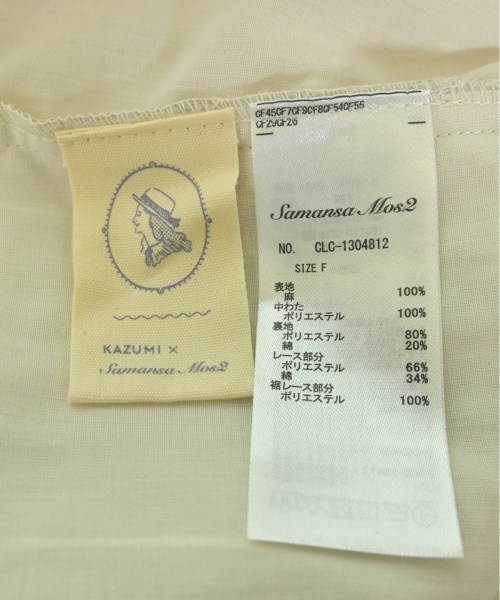 KAZUMI ×
Samansa Mos2
CF45CF7CF9CF8CF54CF55
CF29CF26
Samansa Mos2
NO. CLC-1304812
SIZE F
表地
麻 100%
中わた
ポリエステル 100%
裏地
ポリエステル 80%
綿 20%
レース部分
ポリエステル 66%
綿 34%
裾レース部分
ポリエステル 100%